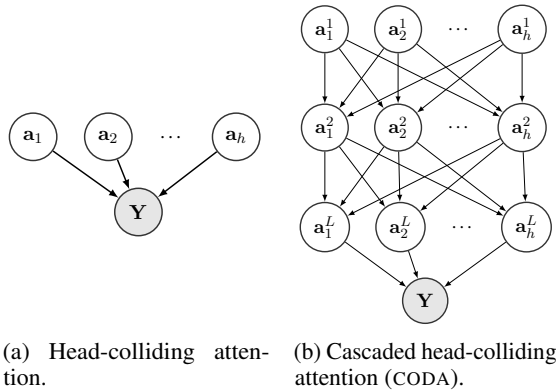 a₁ a₂ ⋯ aₕ
Y
(a) Head-colliding atten-
tion.
a₁¹ a₂¹ ⋯ aₕ¹
a₁² a₂² ⋯ aₕ²
a₁ᴸ a₂ᴸ ⋯ aₕᴸ
Y
(b) Cascaded head-colliding
attention (CODA).